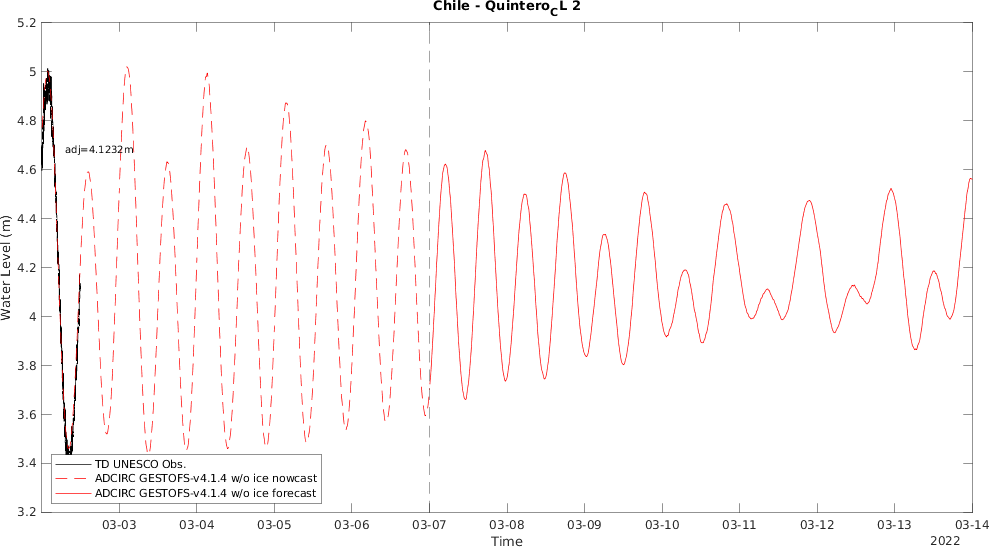 Chile - Quintero_CL 2
5.2
5
4.8
4.6
4.4
4.2
4
3.8
3.6
3.4
3.2
Water Level (m)
adj=4.1232m
TD UNESCO Obs.
ADCIRC GESTOFS-v4.1.4 w/o ice nowcast
ADCIRC GESTOFS-v4.1.4 w/o ice forecast
03-03 03-04 03-05 03-06 03-07 03-08 03-09 03-10 03-11 03-12 03-13 03-14
Time
2022